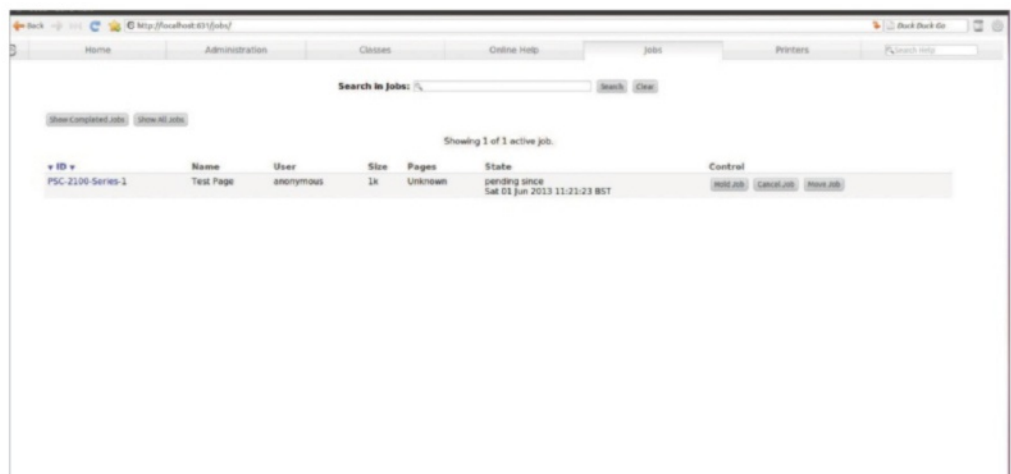 Back http://localhost:631/jobs/ Duck Duck Go
Home Administration Classes Online Help Jobs Printers Search Help
Search in Jobs: Search Clear
Show Completed Jobs Show All Jobs
Showing 1 of 1 active job.
▼ ID ▼ Name User Size Pages State Control
PSC-2100-Series-1 Test Page anonymous 1k Unknown pending since Hold Job Cancel Job Move Job
Sat 01 Jun 2013 11:21:23 BST